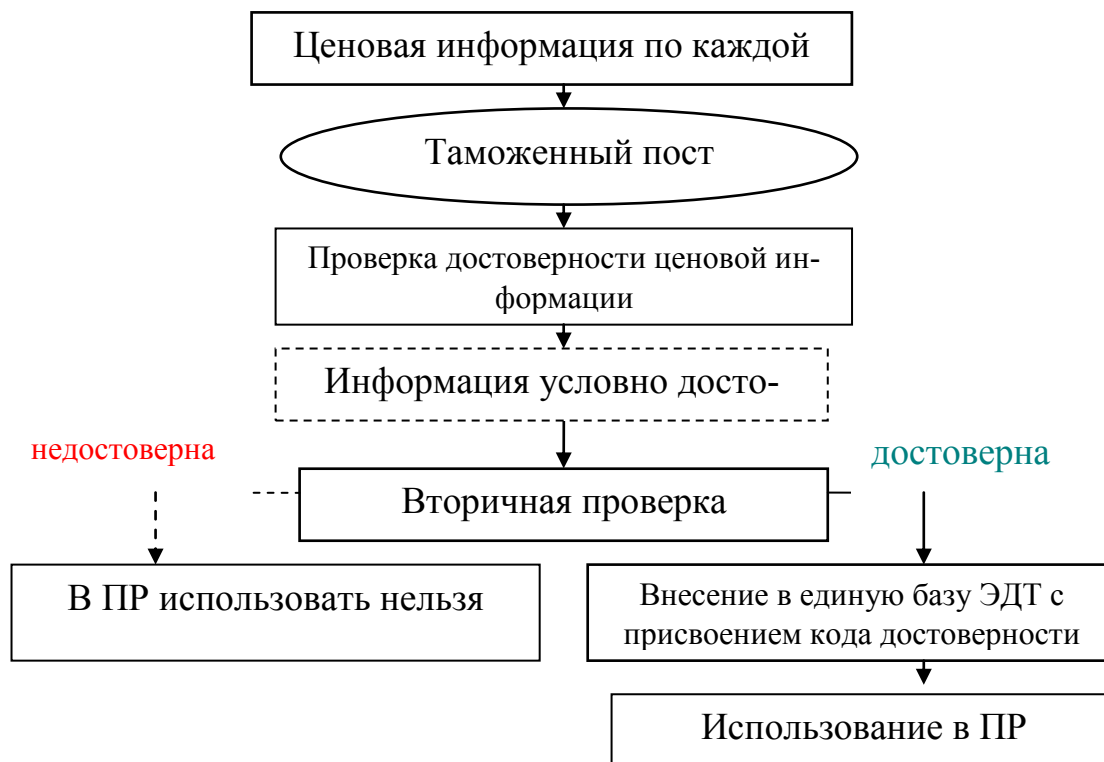 Ценовая информация по каждой
Таможенный пост
Проверка достоверности ценовой ин-
формации
Информация условно досто-
недостоверна
достоверна
Вторичная проверка
В ПР использовать нельзя
Внесение в единую базу ЭДТ с
присвоением кода достоверности
Использование в ПР